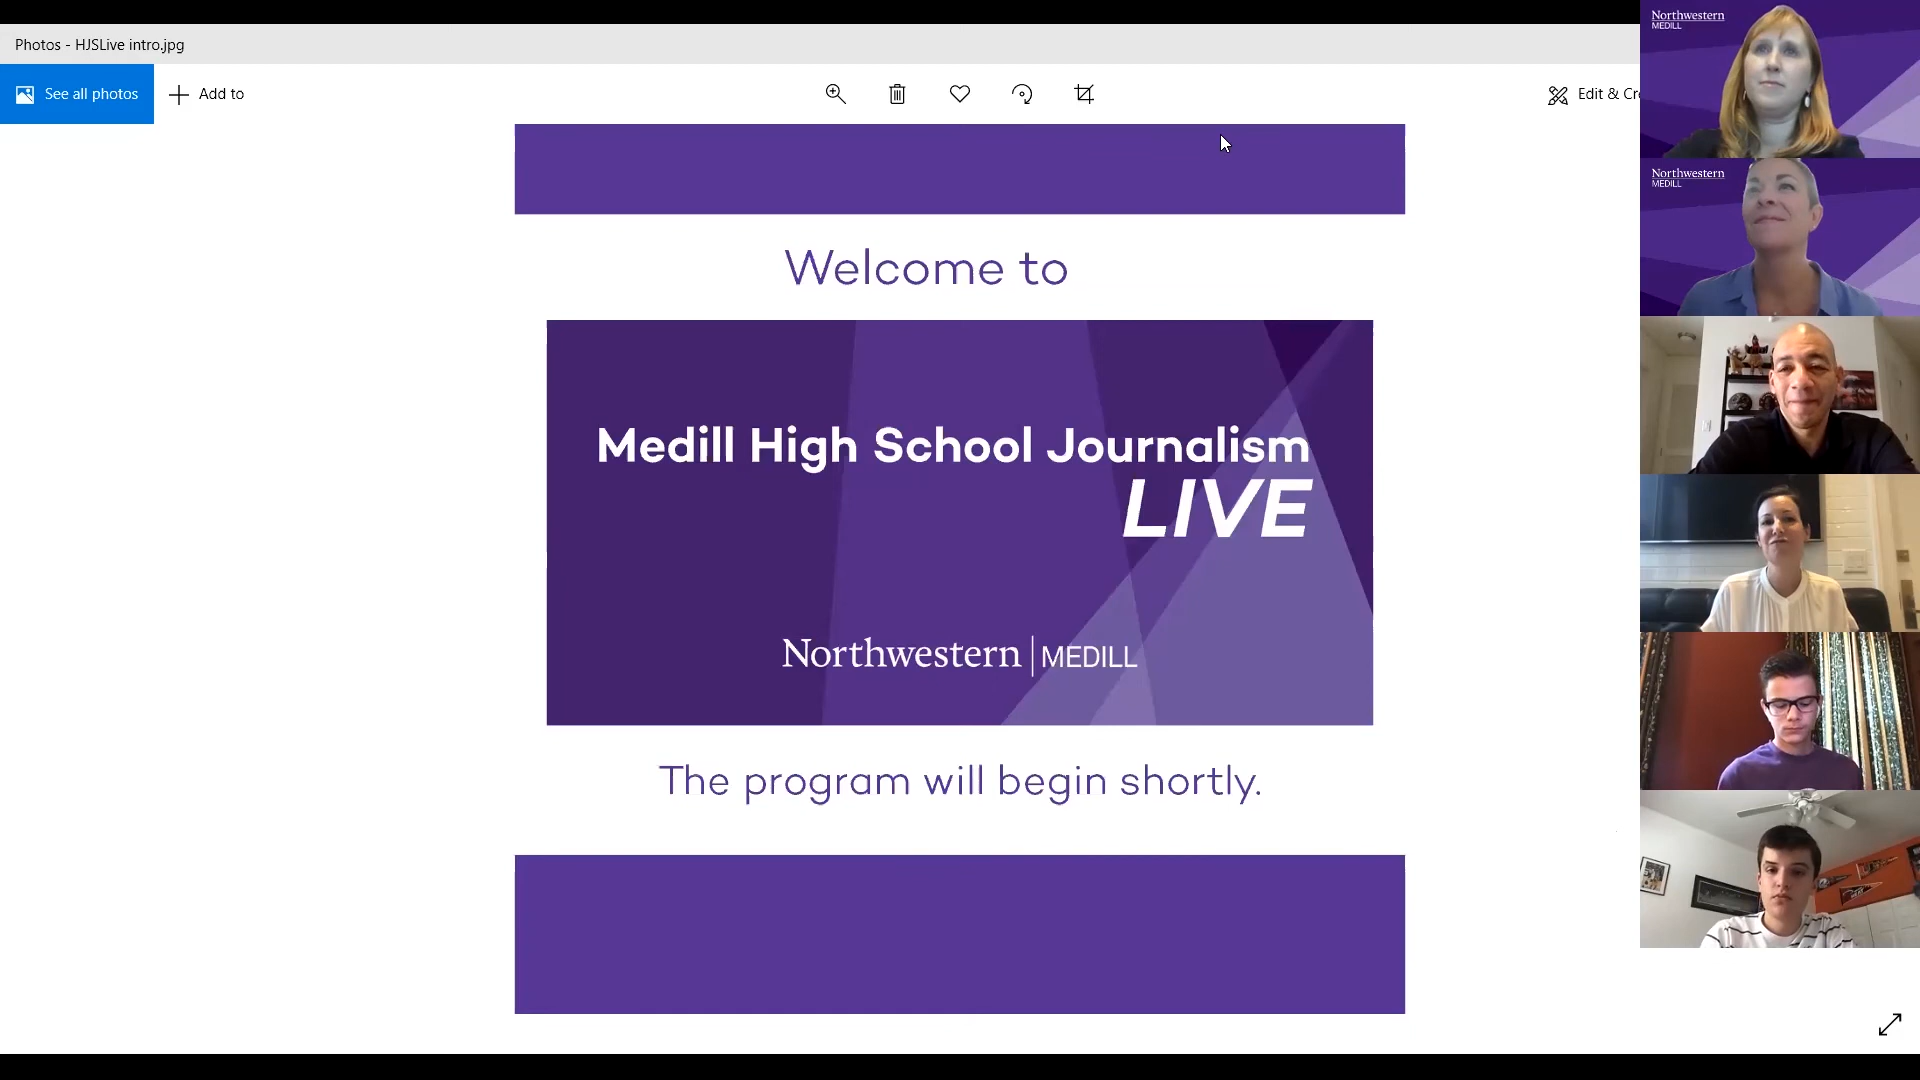 Photos - HJSLive intro.jpg
See all photos
Add to
Edit & Cre
Welcome to
Medill High School Journalism
LIVE
Northwestern | MEDILL
The program will begin shortly.
Northwestern
MEDILL
Northwestern
MEDILL